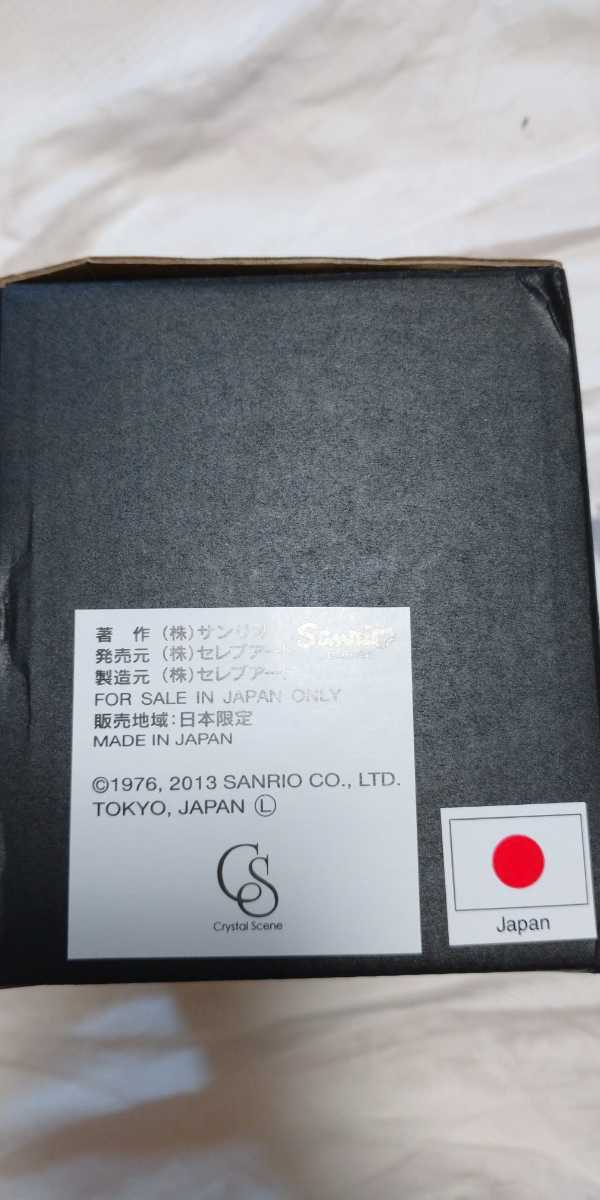 著 作 (株)サンリオ Sanrio
発売元 (株)セレブアート
製造元 (株)セレブアート
FOR SALE IN JAPAN ONLY
販売地域:日本限定
MADE IN JAPAN
©1976, 2013 SANRIO CO., LTD.
TOKYO, JAPAN Ⓛ
CS
Crystal Scene
Japan